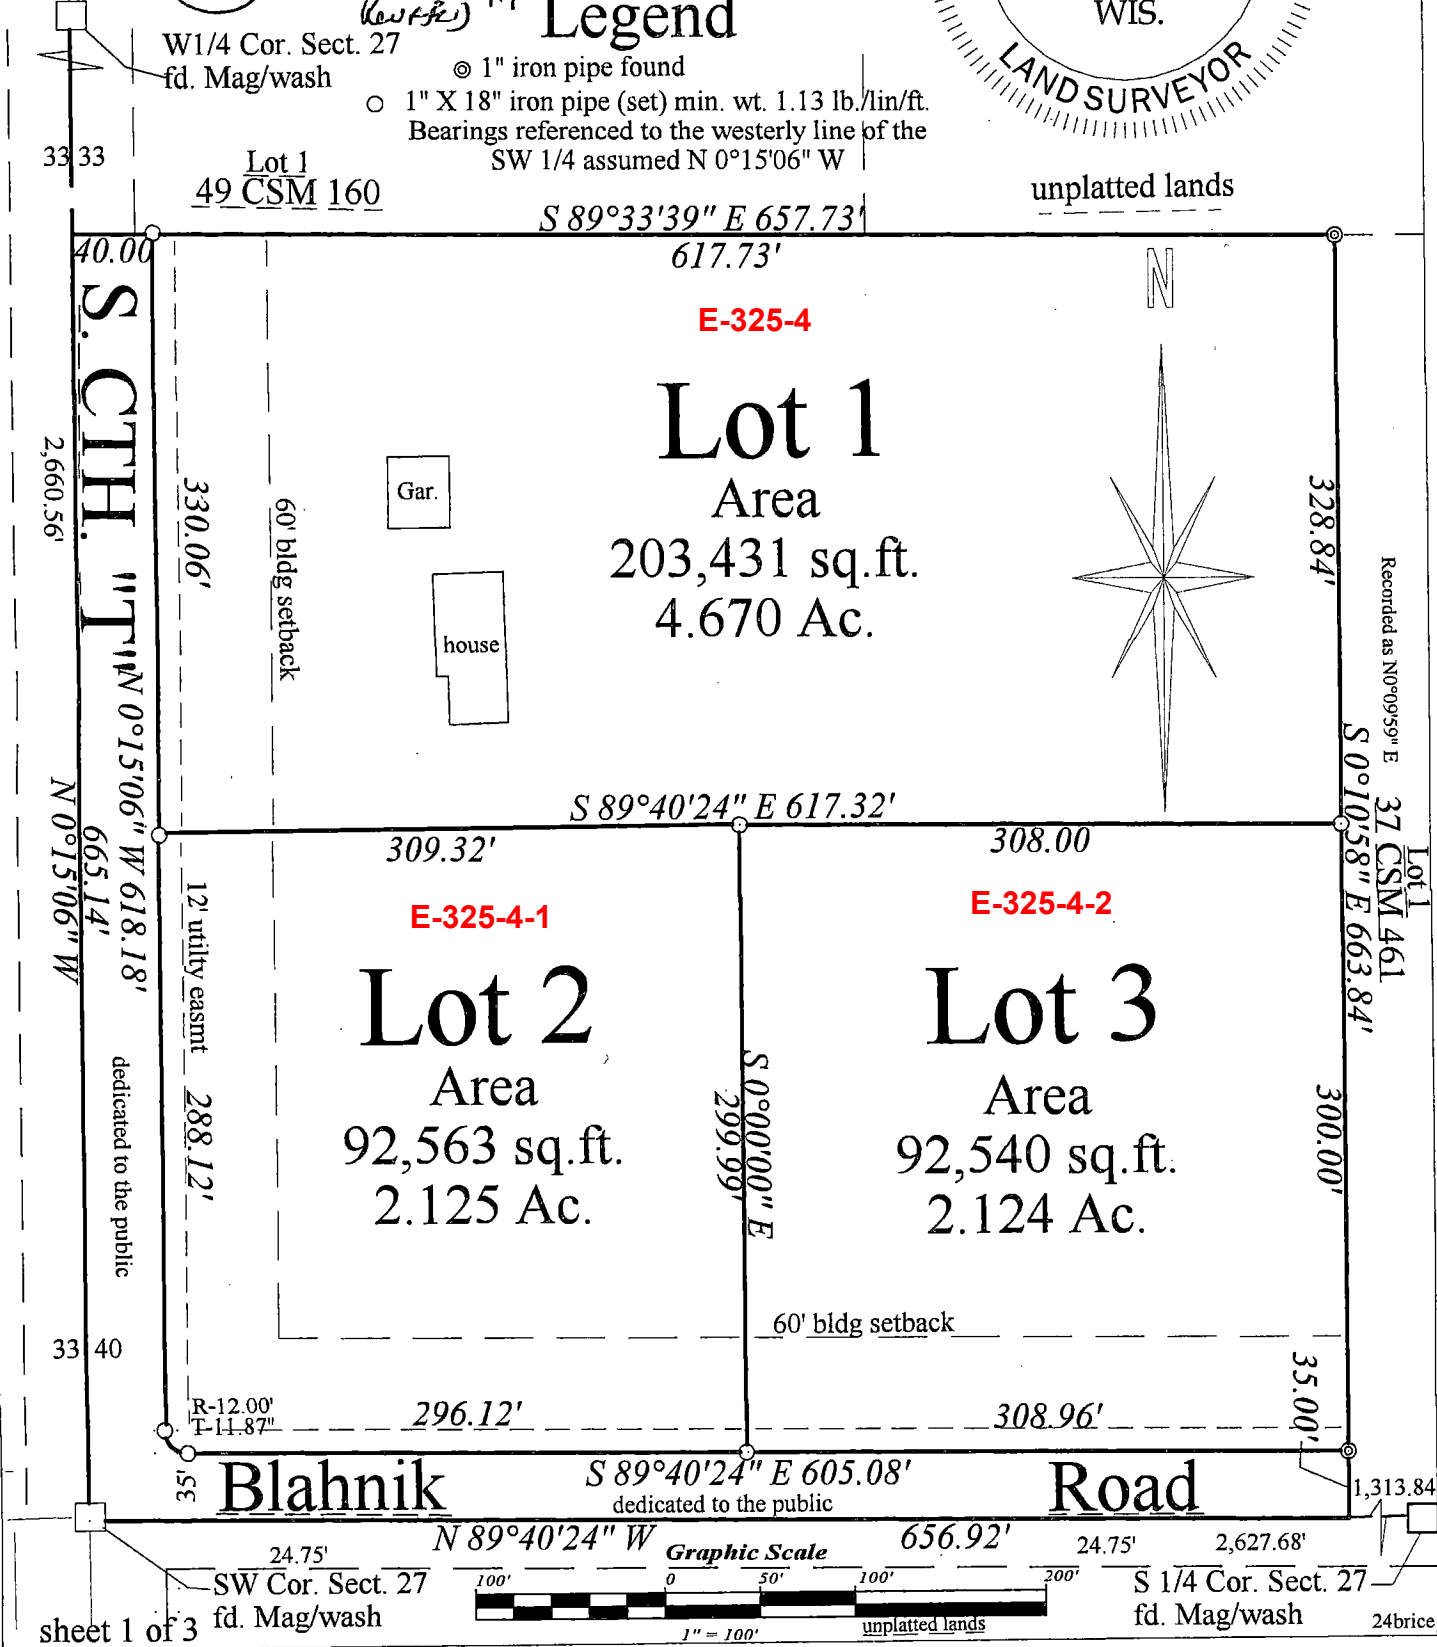 Legend
WIS.
LAND SURVEYOR
W1/4 Cor. Sect. 27
fd. Mag/wash
1" iron pipe found
1" X 18" iron pipe (set) min. wt. 1.13 lb./lin/ft.
Bearings referenced to the westerly line of the
SW 1/4 assumed N 0°15'06" W
33 33
Lot 1
49 CSM 160
unplatted lands
S 89°33'39" E 657.73'
40.00
617.73'
N
E-325-4
Lot 1
Area
203,431 sq.ft.
4.670 Ac.
S. CTH. "T"
2,660.56'
330.06'
60' bldg setback
Gar.
house
328.84'
Recorded as N0°09'59" E
N 0°15'06" W 618.18'
N 0°15'06" W
665.14'
S 0°10'58" E 663.84'
Lot 1
37 CSM 461
S 89°40'24" E 617.32'
309.32'
308.00
E-325-4-1
Lot 2
Area
92,563 sq.ft.
2.125 Ac.
E-325-4-2
Lot 3
Area
92,540 sq.ft.
2.124 Ac.
12' utilty easmt
288.12'
dedicated to the public
S 0°00'00" E
299.99'
300.00'
60' bldg setback
33 40
35.00'
R-12.00'
T-11.87"
296.12'
308.96'
35'
Blahnik Road
S 89°40'24" E 605.08'
dedicated to the public
1,313.84
N 89°40'24" W 656.92'
24.75'
24.75'
2,627.68'
SW Cor. Sect. 27
fd. Mag/wash
Graphic Scale
100' 0 50' 100' 200'
1" = 100'
unplatted lands
S 1/4 Cor. Sect. 27
fd. Mag/wash
sheet 1 of 3
24brice